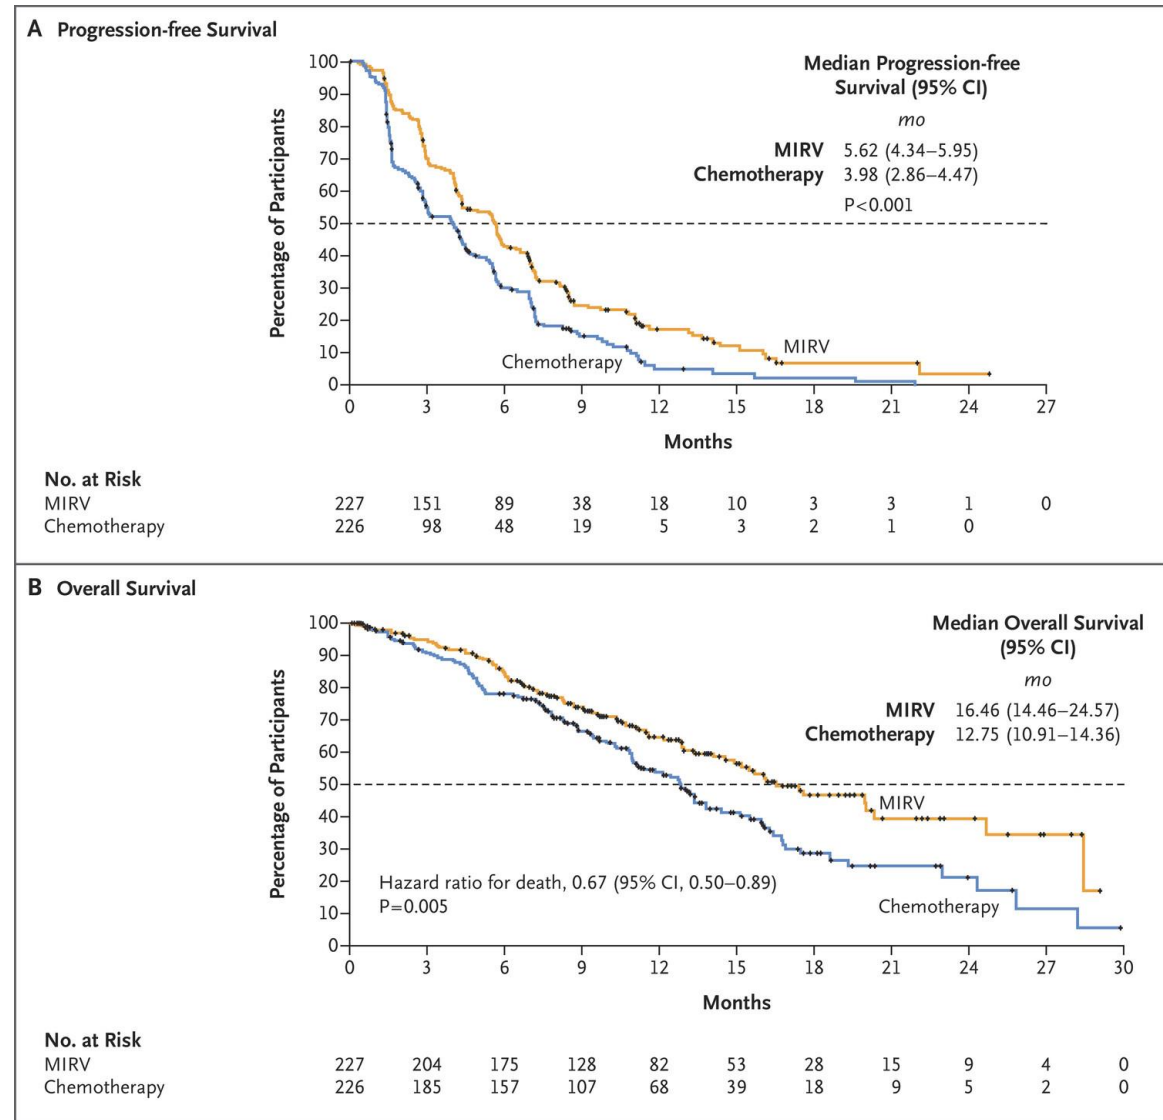 A Progression-free Survival
Median Progression-free
Survival (95% CI)
mo
MIRV 5.62 (4.34–5.95)
Chemotherapy 3.98 (2.86–4.47)
P<0.001
Percentage of Participants
100
90
80
70
60
50
40
30
20
10
0
MIRV
Chemotherapy
0 3 6 9 12 15 18 21 24 27
Months
No. at Risk
MIRV 227 151 89 38 18 10 3 3 1 0
Chemotherapy 226 98 48 19 5 3 2 1 0
B Overall Survival
Median Overall Survival
(95% CI)
mo
MIRV 16.46 (14.46–24.57)
Chemotherapy 12.75 (10.91–14.36)
Percentage of Participants
100
90
80
70
60
50
40
30
20
10
0
MIRV
Hazard ratio for death, 0.67 (95% CI, 0.50–0.89)
P=0.005
Chemotherapy
0 3 6 9 12 15 18 21 24 27 30
Months
No. at Risk
MIRV 227 204 175 128 82 53 28 15 9 4 0
Chemotherapy 226 185 157 107 68 39 18 9 5 2 0